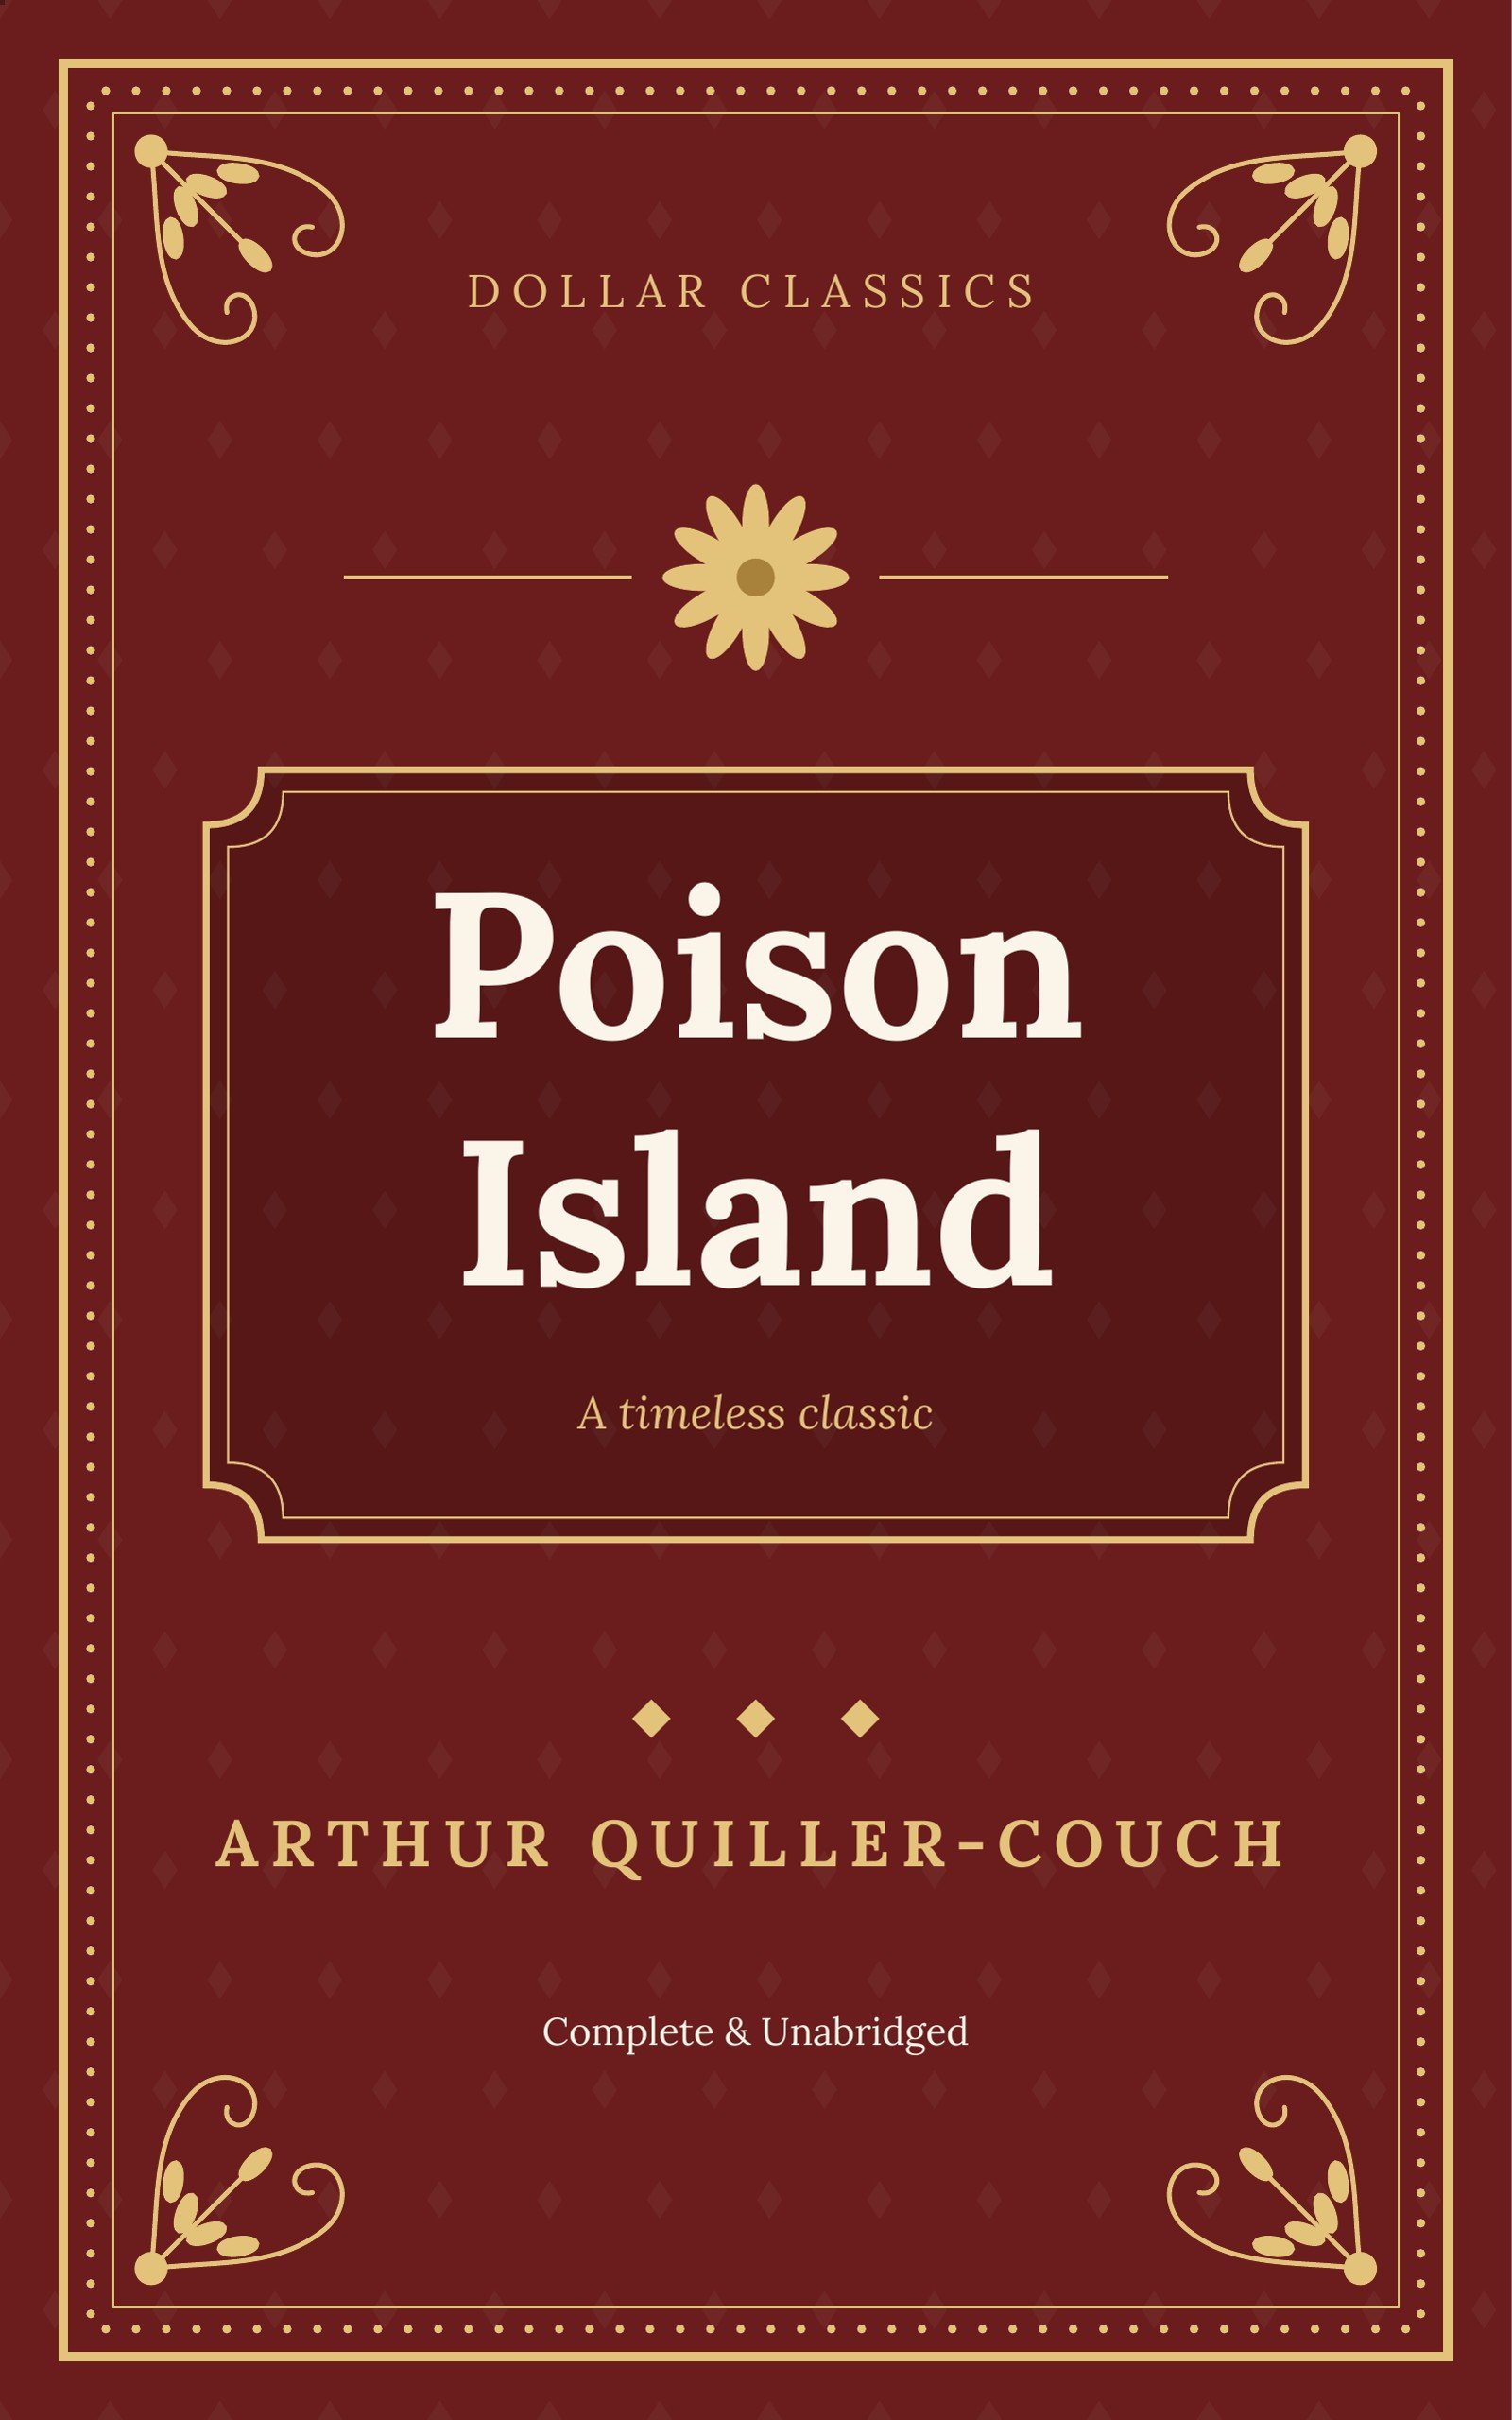 DOLLAR CLASSICS
Poison
Island
A timeless classic
ARTHUR QUILLER-COUCH
Complete & Unabridged